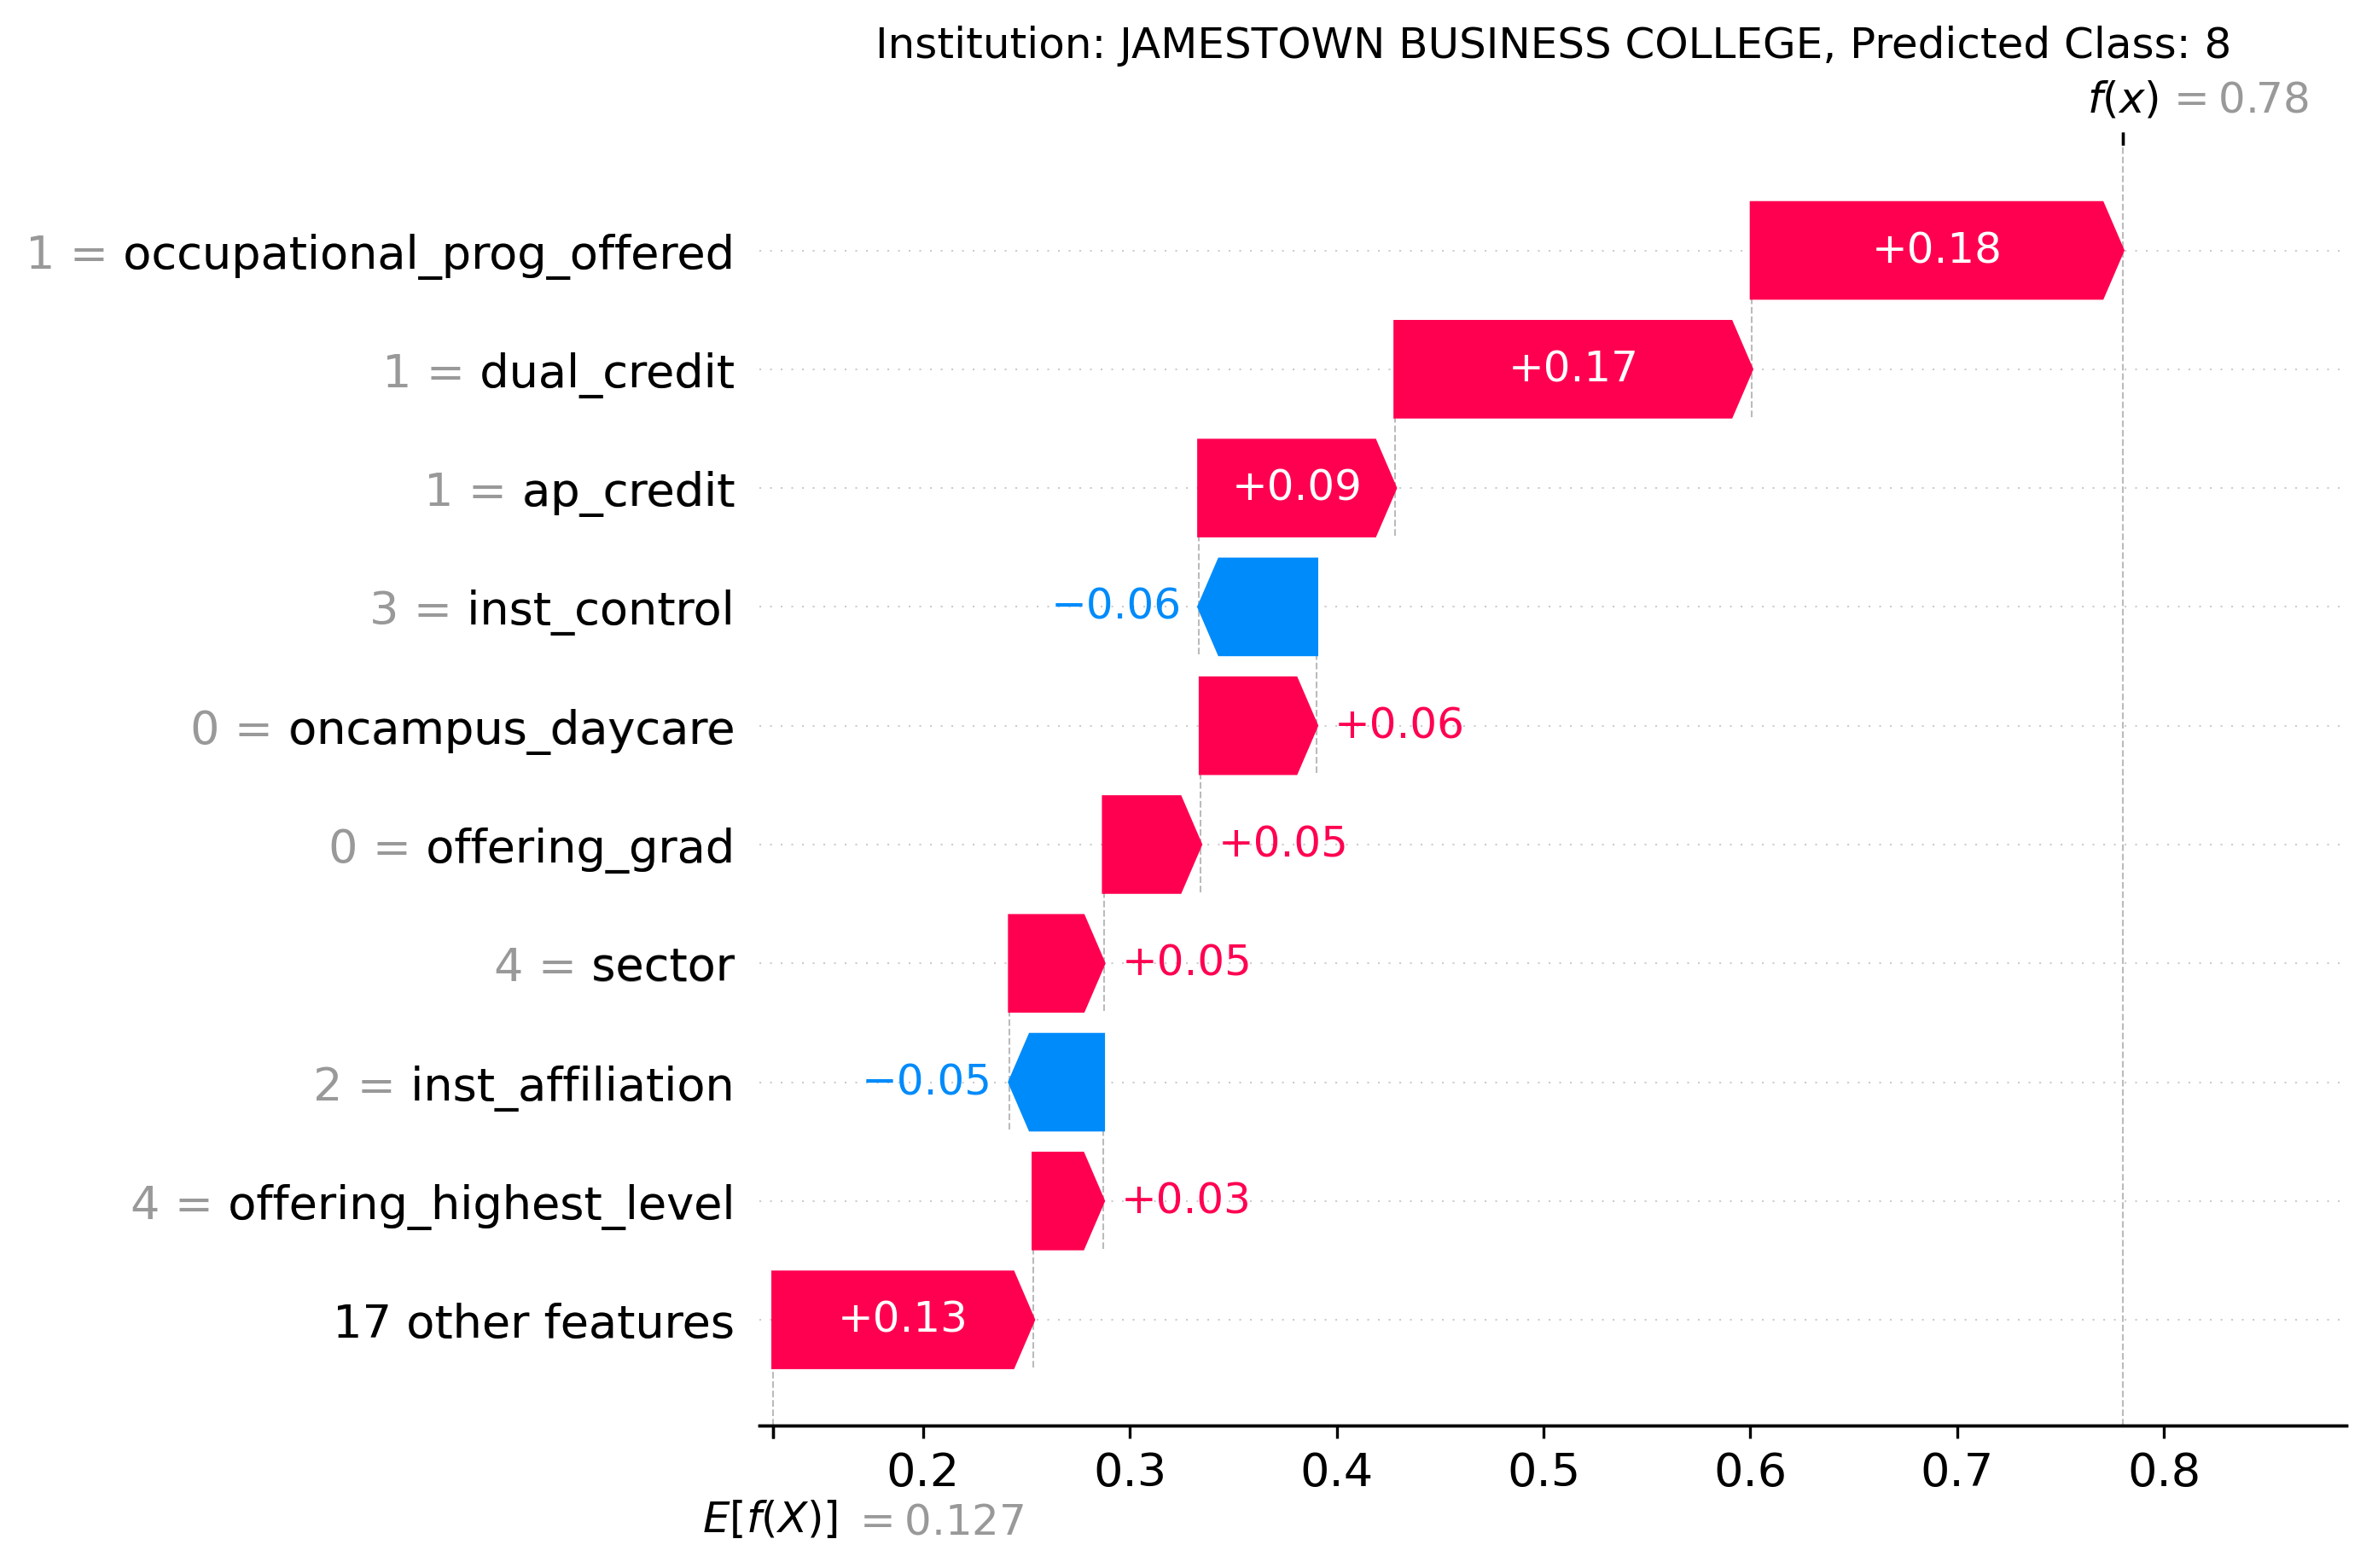 Institution: JAMESTOWN BUSINESS COLLEGE, Predicted Class: 8
f(x) = 0.78
1 = occupational_prog_offered +0.18
1 = dual_credit +0.17
1 = ap_credit +0.09
3 = inst_control −0.06
0 = oncampus_daycare +0.06
0 = offering_grad +0.05
4 = sector +0.05
2 = inst_affiliation −0.05
4 = offering_highest_level +0.03
17 other features +0.13
0.2 0.3 0.4 0.5 0.6 0.7 0.8
E[f(X)] = 0.127